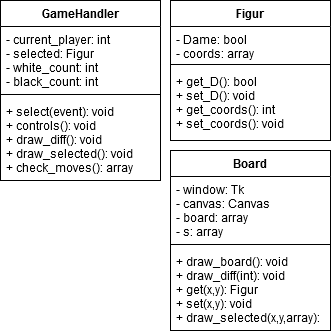 GameHandler
- current_player: int
- selected: Figur
- white_count: int
- black_count: int
+ select(event): void
+ controls(): void
+ draw_diff(): void
+ draw_selected(): void
+ check_moves(): array
Figur
- Dame: bool
- coords: array
+ get_D(): bool
+ set_D(): void
+ get_coords(): int
+ set_coords(): void
Board
- window: Tk
- canvas: Canvas
- board: array
- s: array
+ draw_board(): void
+ draw_diff(int): void
+ get(x,y): Figur
+ set(x,y): void
+ draw_selected(x,y,array):